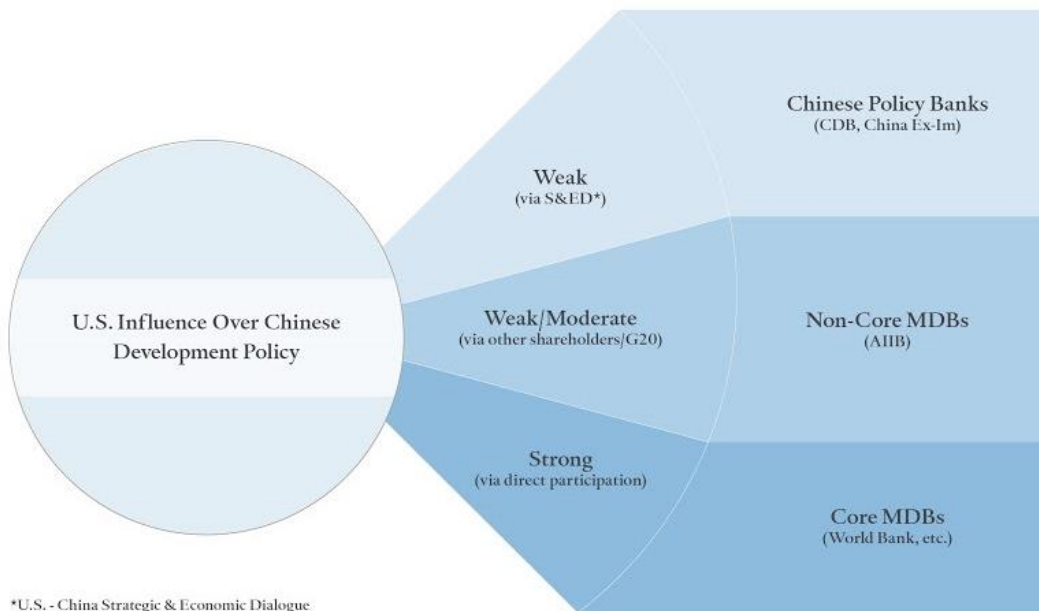 Chinese Policy Banks
(CDB, China Ex-Im)
Weak
(via S&ED*)
U.S. Influence Over Chinese
Development Policy
Weak/Moderate
(via other shareholders/G20)
Non-Core MDBs
(AIIB)
Strong
(via direct participation)
Core MDBs
(World Bank, etc.)
*U.S. - China Strategic & Economic Dialogue